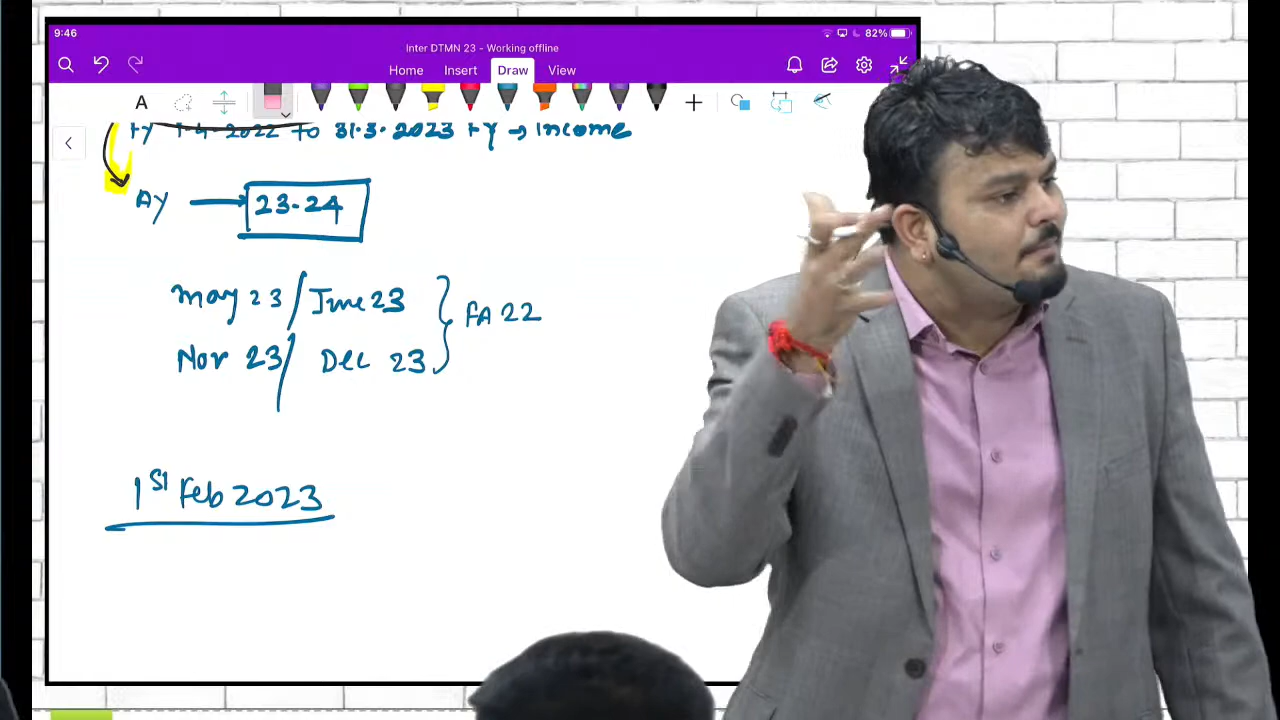 9:46
82%
Inter DTMN 23 - Working offline
Home Insert Draw View
A
FY 1.4.2022 to 31.3.2023 FY → Income
AY → 23-24
May 23 / June 23
FA 22
Nov 23 / Dec 23
1st Feb 2023